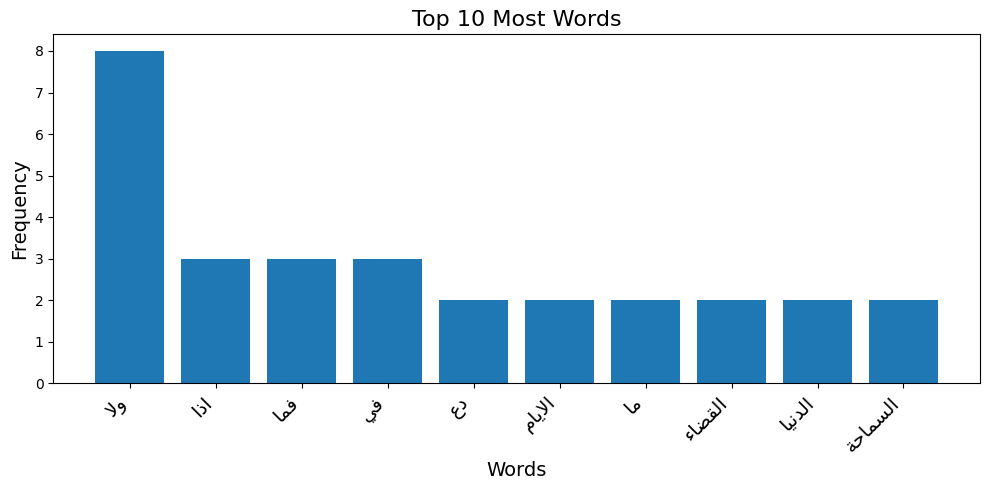 Top 10 Most Words
Frequency
8
7
6
5
4
3
2
1
0
ولا
اذا
فما
في
دع
الايام
ما
القضاء
الدنيا
السماحة
Words